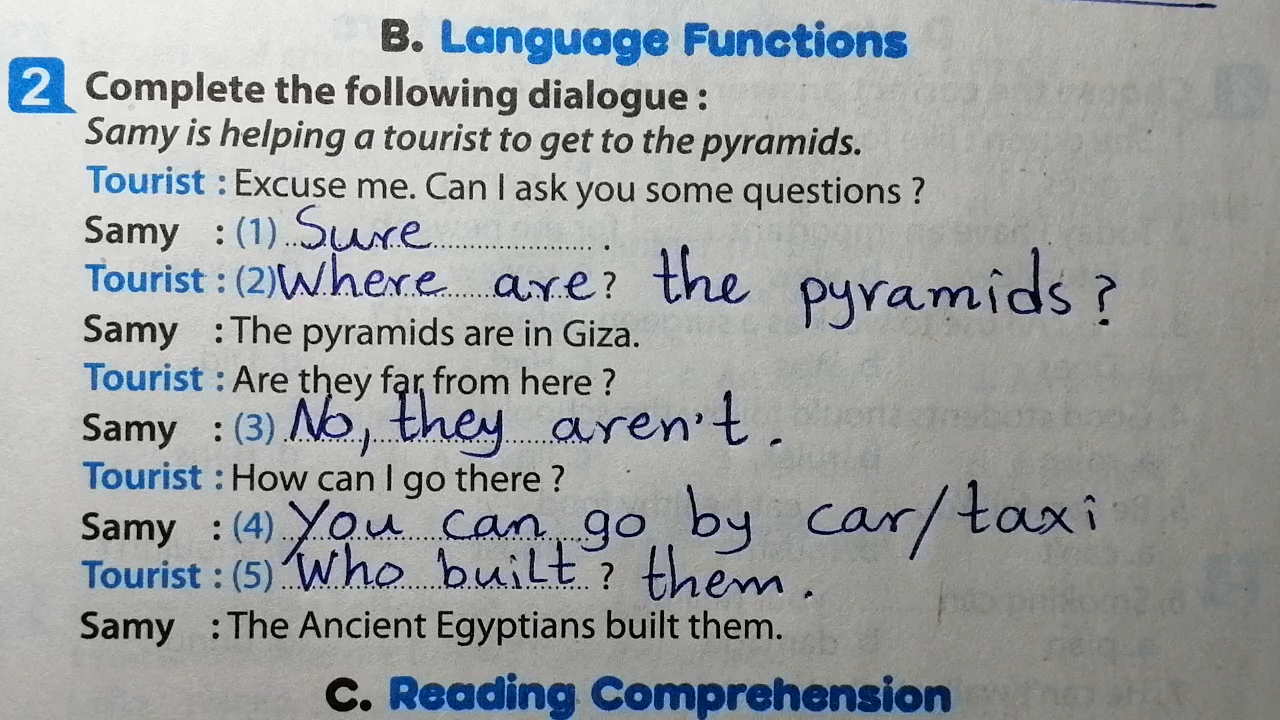 B. Language Functions
2 Complete the following dialogue :
Samy is helping a tourist to get to the pyramids.
Tourist : Excuse me. Can I ask you some questions ?
Samy : (1) Sure .
Tourist : (2) Where are ? the pyramids ?
Samy : The pyramids are in Giza.
Tourist : Are they far from here ?
Samy : (3) No, they aren't .
Tourist : How can I go there ?
Samy : (4) You can go by car/taxi
Tourist : (5) Who built ? them .
Samy : The Ancient Egyptians built them.
C. Reading Comprehension